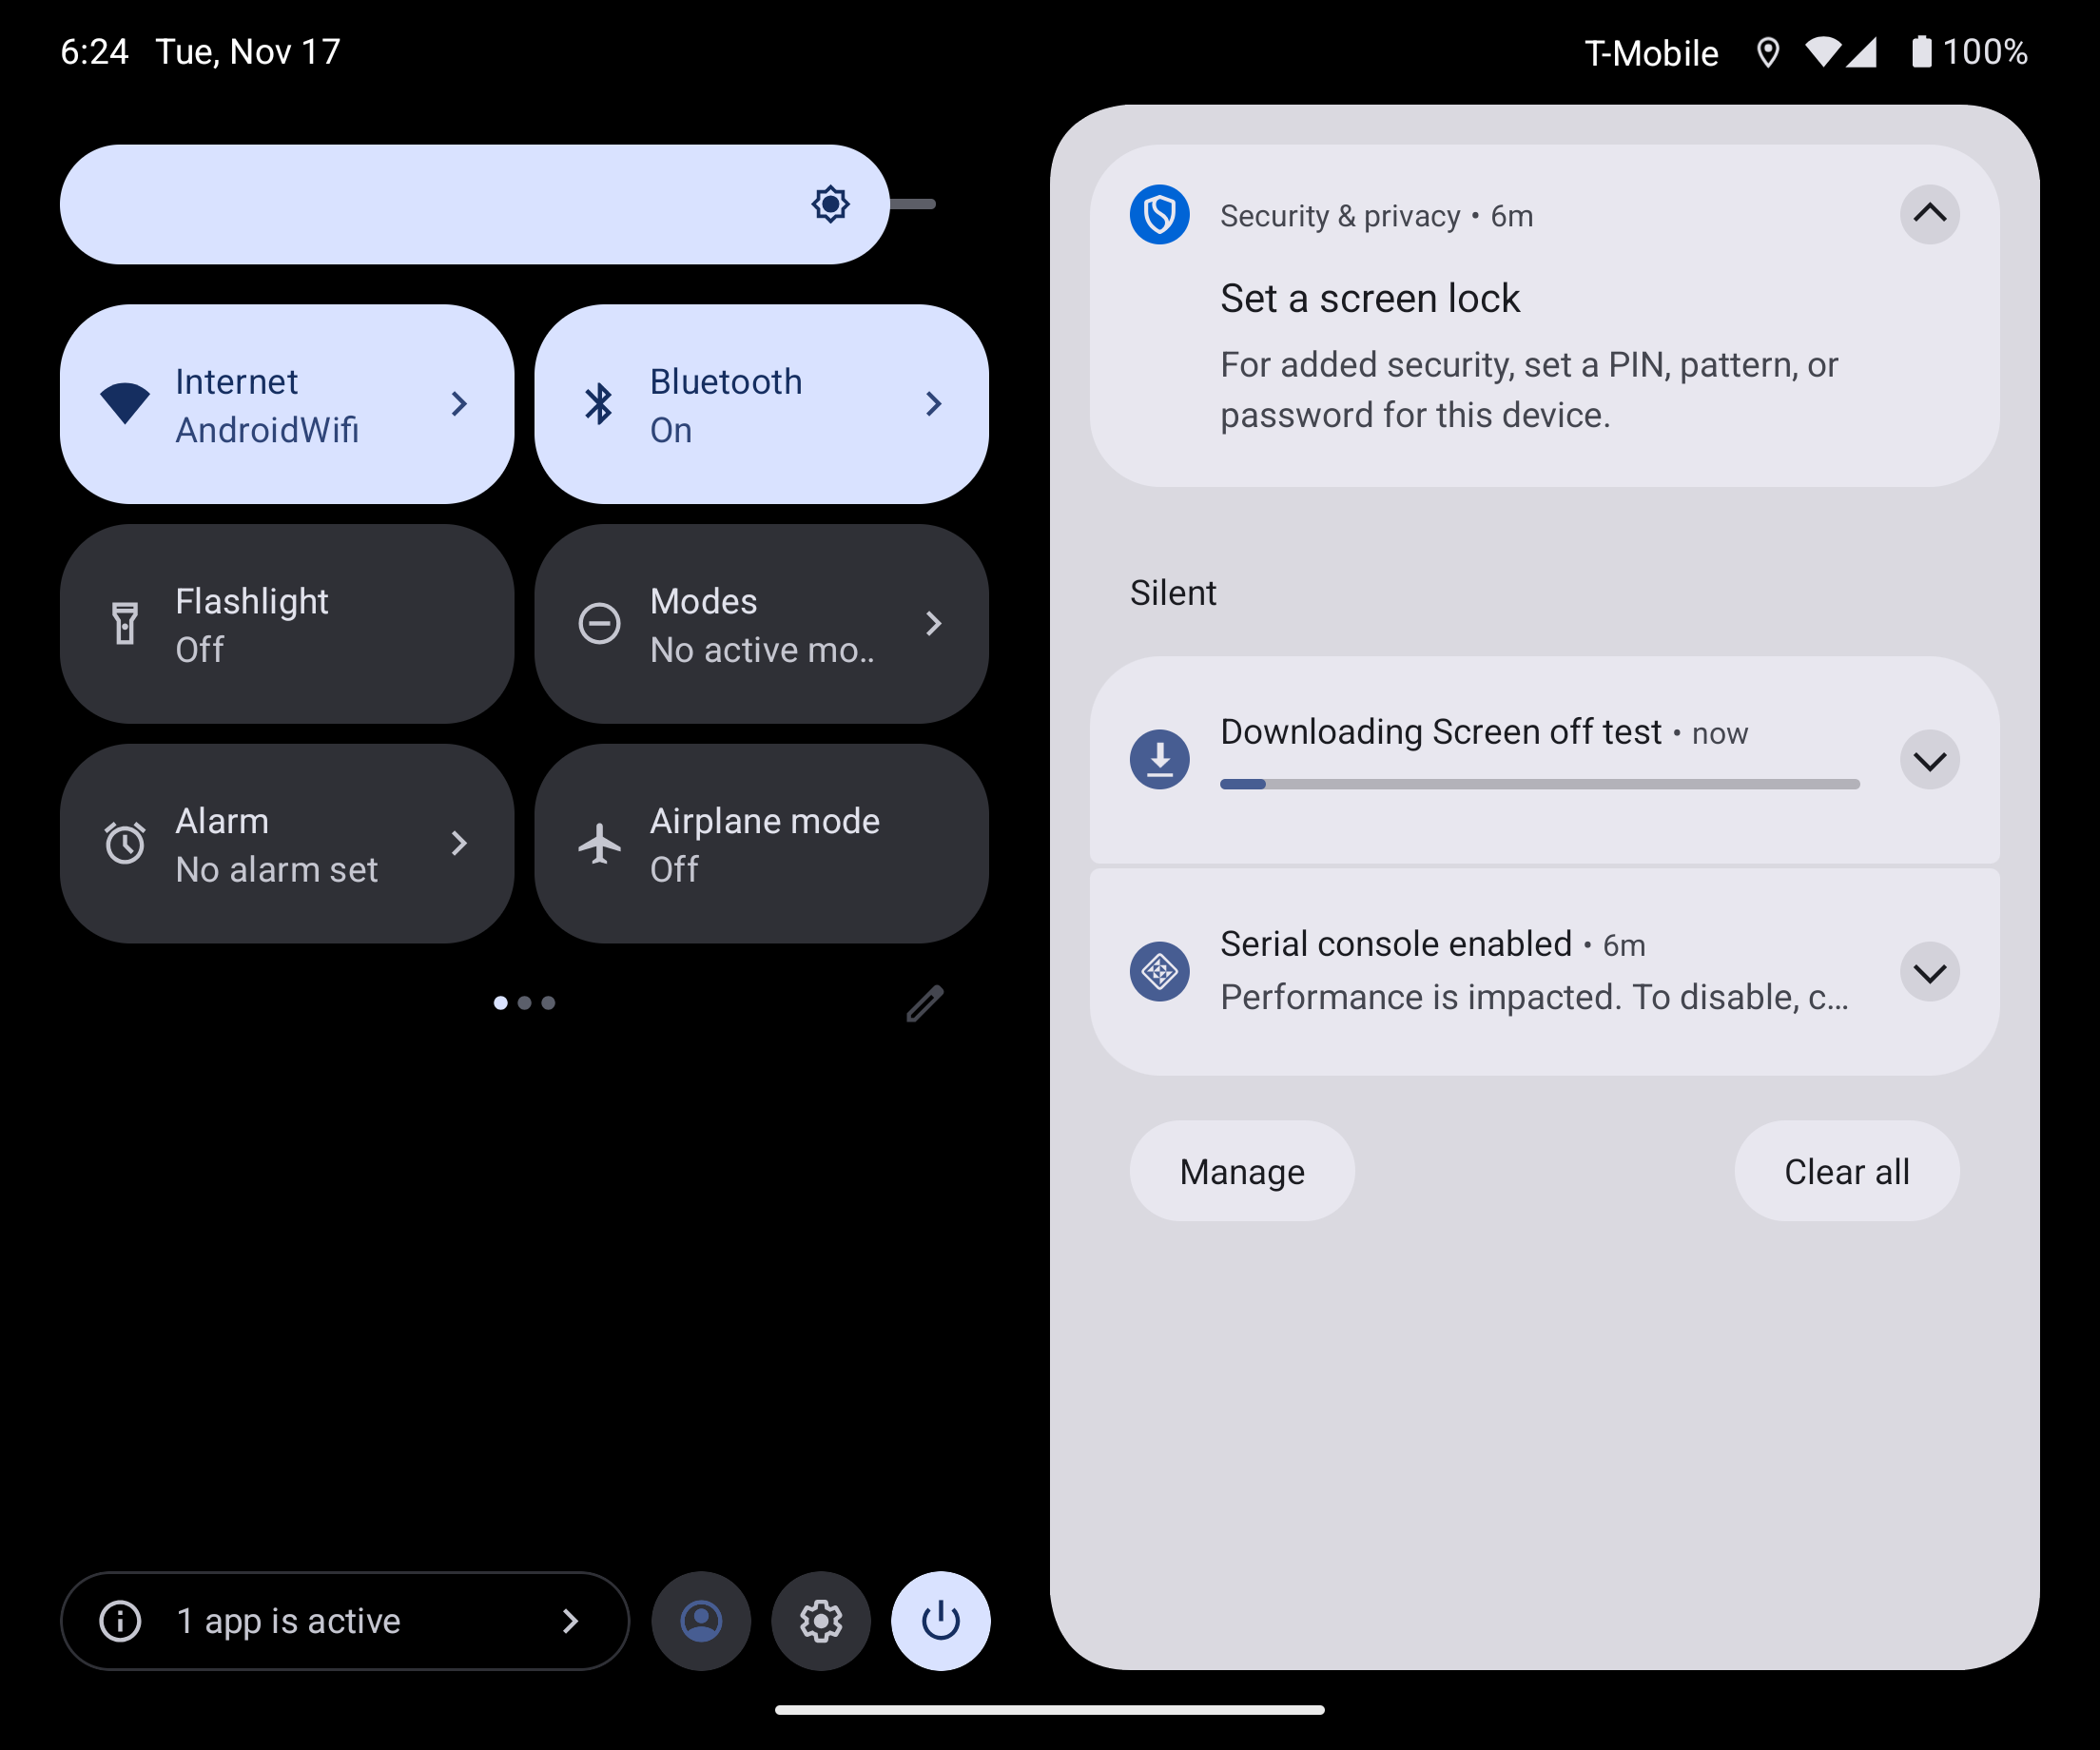 6:24 Tue, Nov 17
T-Mobile 100%
Internet
AndroidWifi
Bluetooth
On
Flashlight
Off
Modes
No active mo..
Alarm
No alarm set
Airplane mode
Off
1 app is active
Security & privacy • 6m
Set a screen lock
For added security, set a PIN, pattern, or
password for this device.
Silent
Downloading Screen off test • now
Serial console enabled • 6m
Performance is impacted. To disable, c...
Manage
Clear all